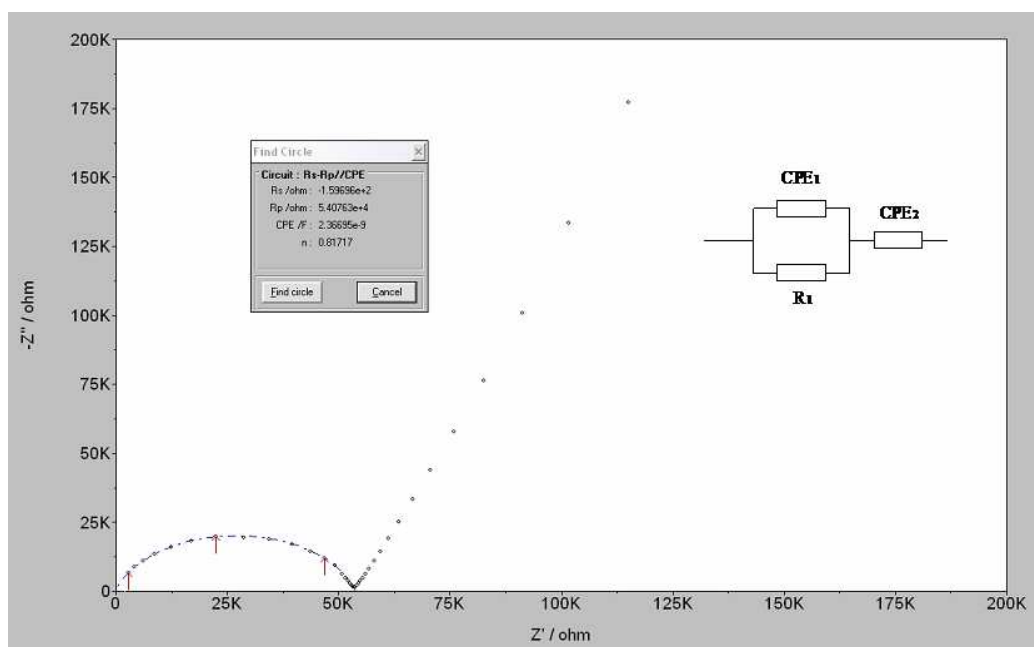 200K
175K
150K
125K
100K
75K
50K
25K
0
-Z'' / ohm
Find Circle
Circuit : Rs-Rp//CPE
Rs /ohm : -1.59696e+2
Rp /ohm : 5.40763e+4
CPE /F : 2.36695e-9
n : 0.81717
Find circle
Cancel
CPE1
CPE2
R1
0 25K 50K 75K 100K 125K 150K 175K 200K
Z' / ohm